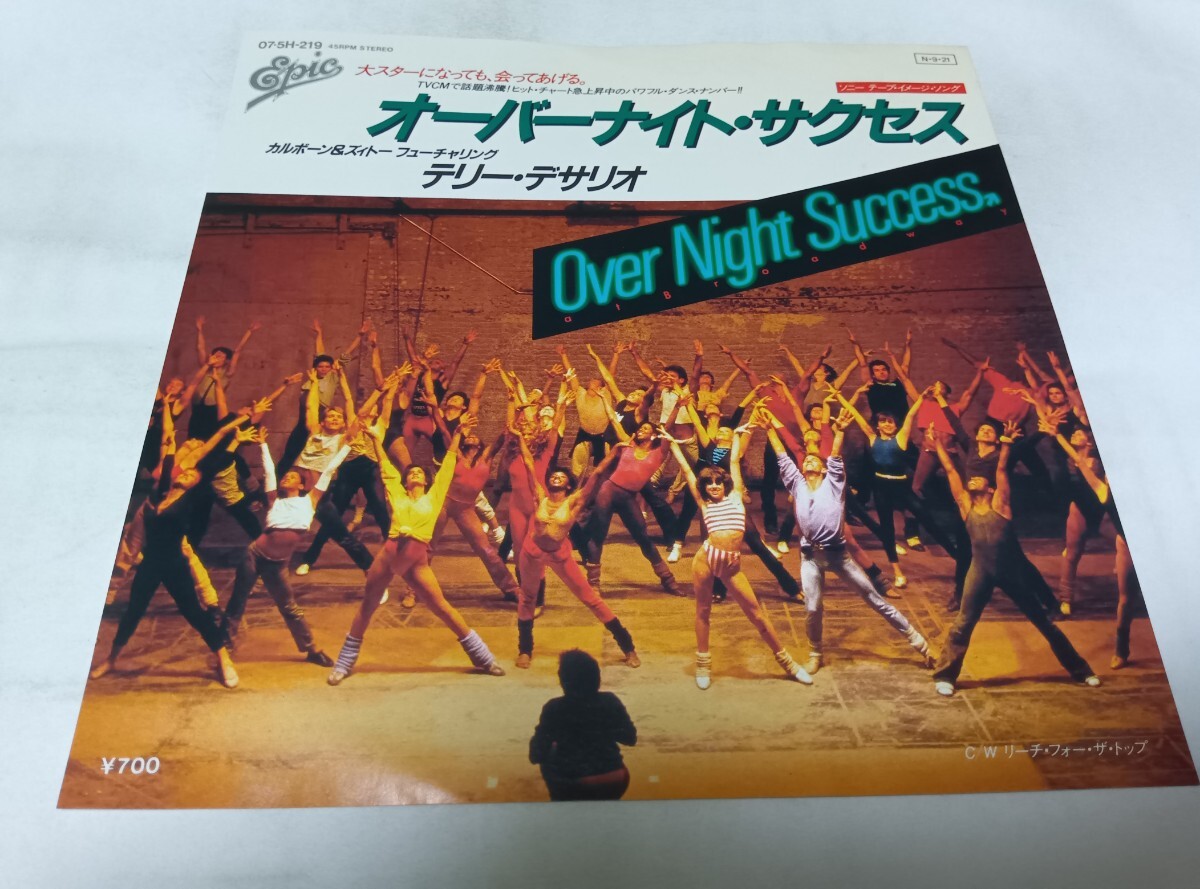 07·5H-219 45RPM STEREO
N-3-21
Epic
大スターになっても、会ってあげる。
TVCMで話題沸騰!ヒット・チャート急上昇中のパワフル・ダンス・ナンバー!!
ソニー テープ・イメージ・ソング
オーバーナイト・サクセス
カルボーン&ズィトー フューチャリング
テリー・デサリオ
Over Night Success
at Broadway
¥700
C W リーチ・フォー・ザ・トップ